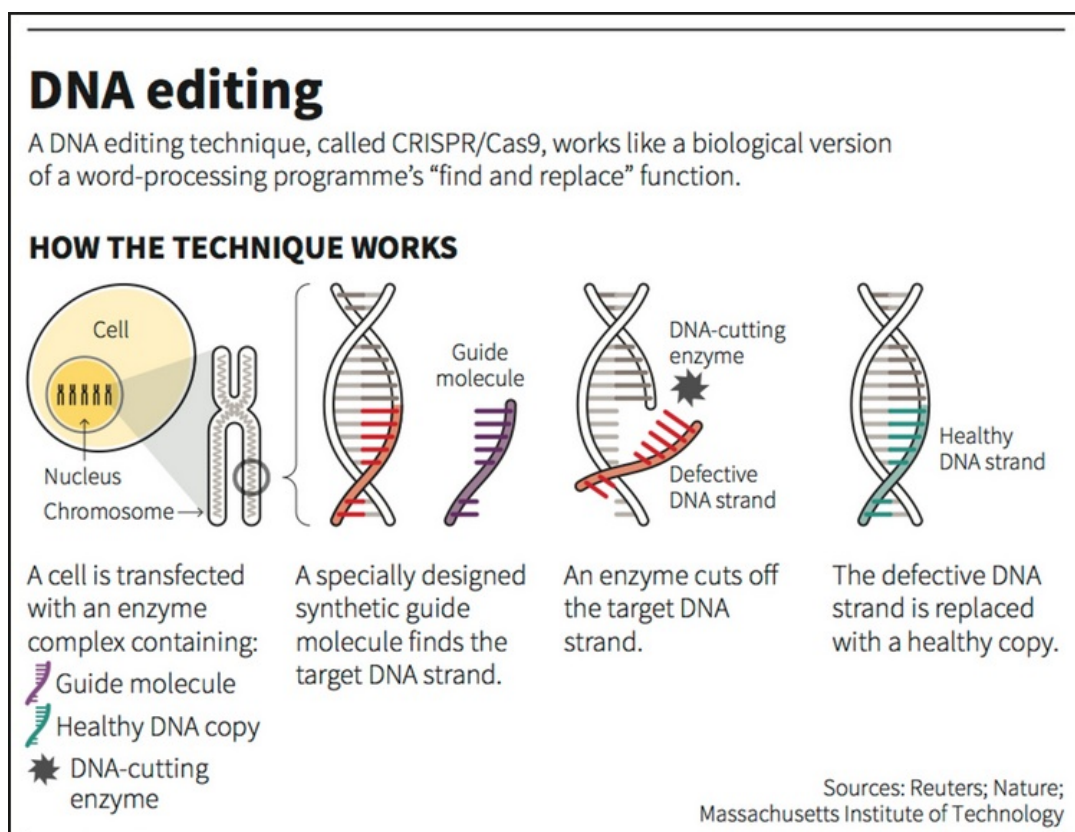 DNA editing
A DNA editing technique, called CRISPR/Cas9, works like a biological version
of a word-processing programme’s “find and replace” function.
HOW THE TECHNIQUE WORKS
Cell
Nucleus
Chromosome
Guide
molecule
DNA-cutting
enzyme
Defective
DNA strand
Healthy
DNA strand
A cell is transfected
with an enzyme
complex containing:
Guide molecule
Healthy DNA copy
DNA-cutting
enzyme
A specially designed
synthetic guide
molecule finds the
target DNA strand.
An enzyme cuts off
the target DNA
strand.
The defective DNA
strand is replaced
with a healthy copy.
Sources: Reuters; Nature;
Massachusetts Institute of Technology